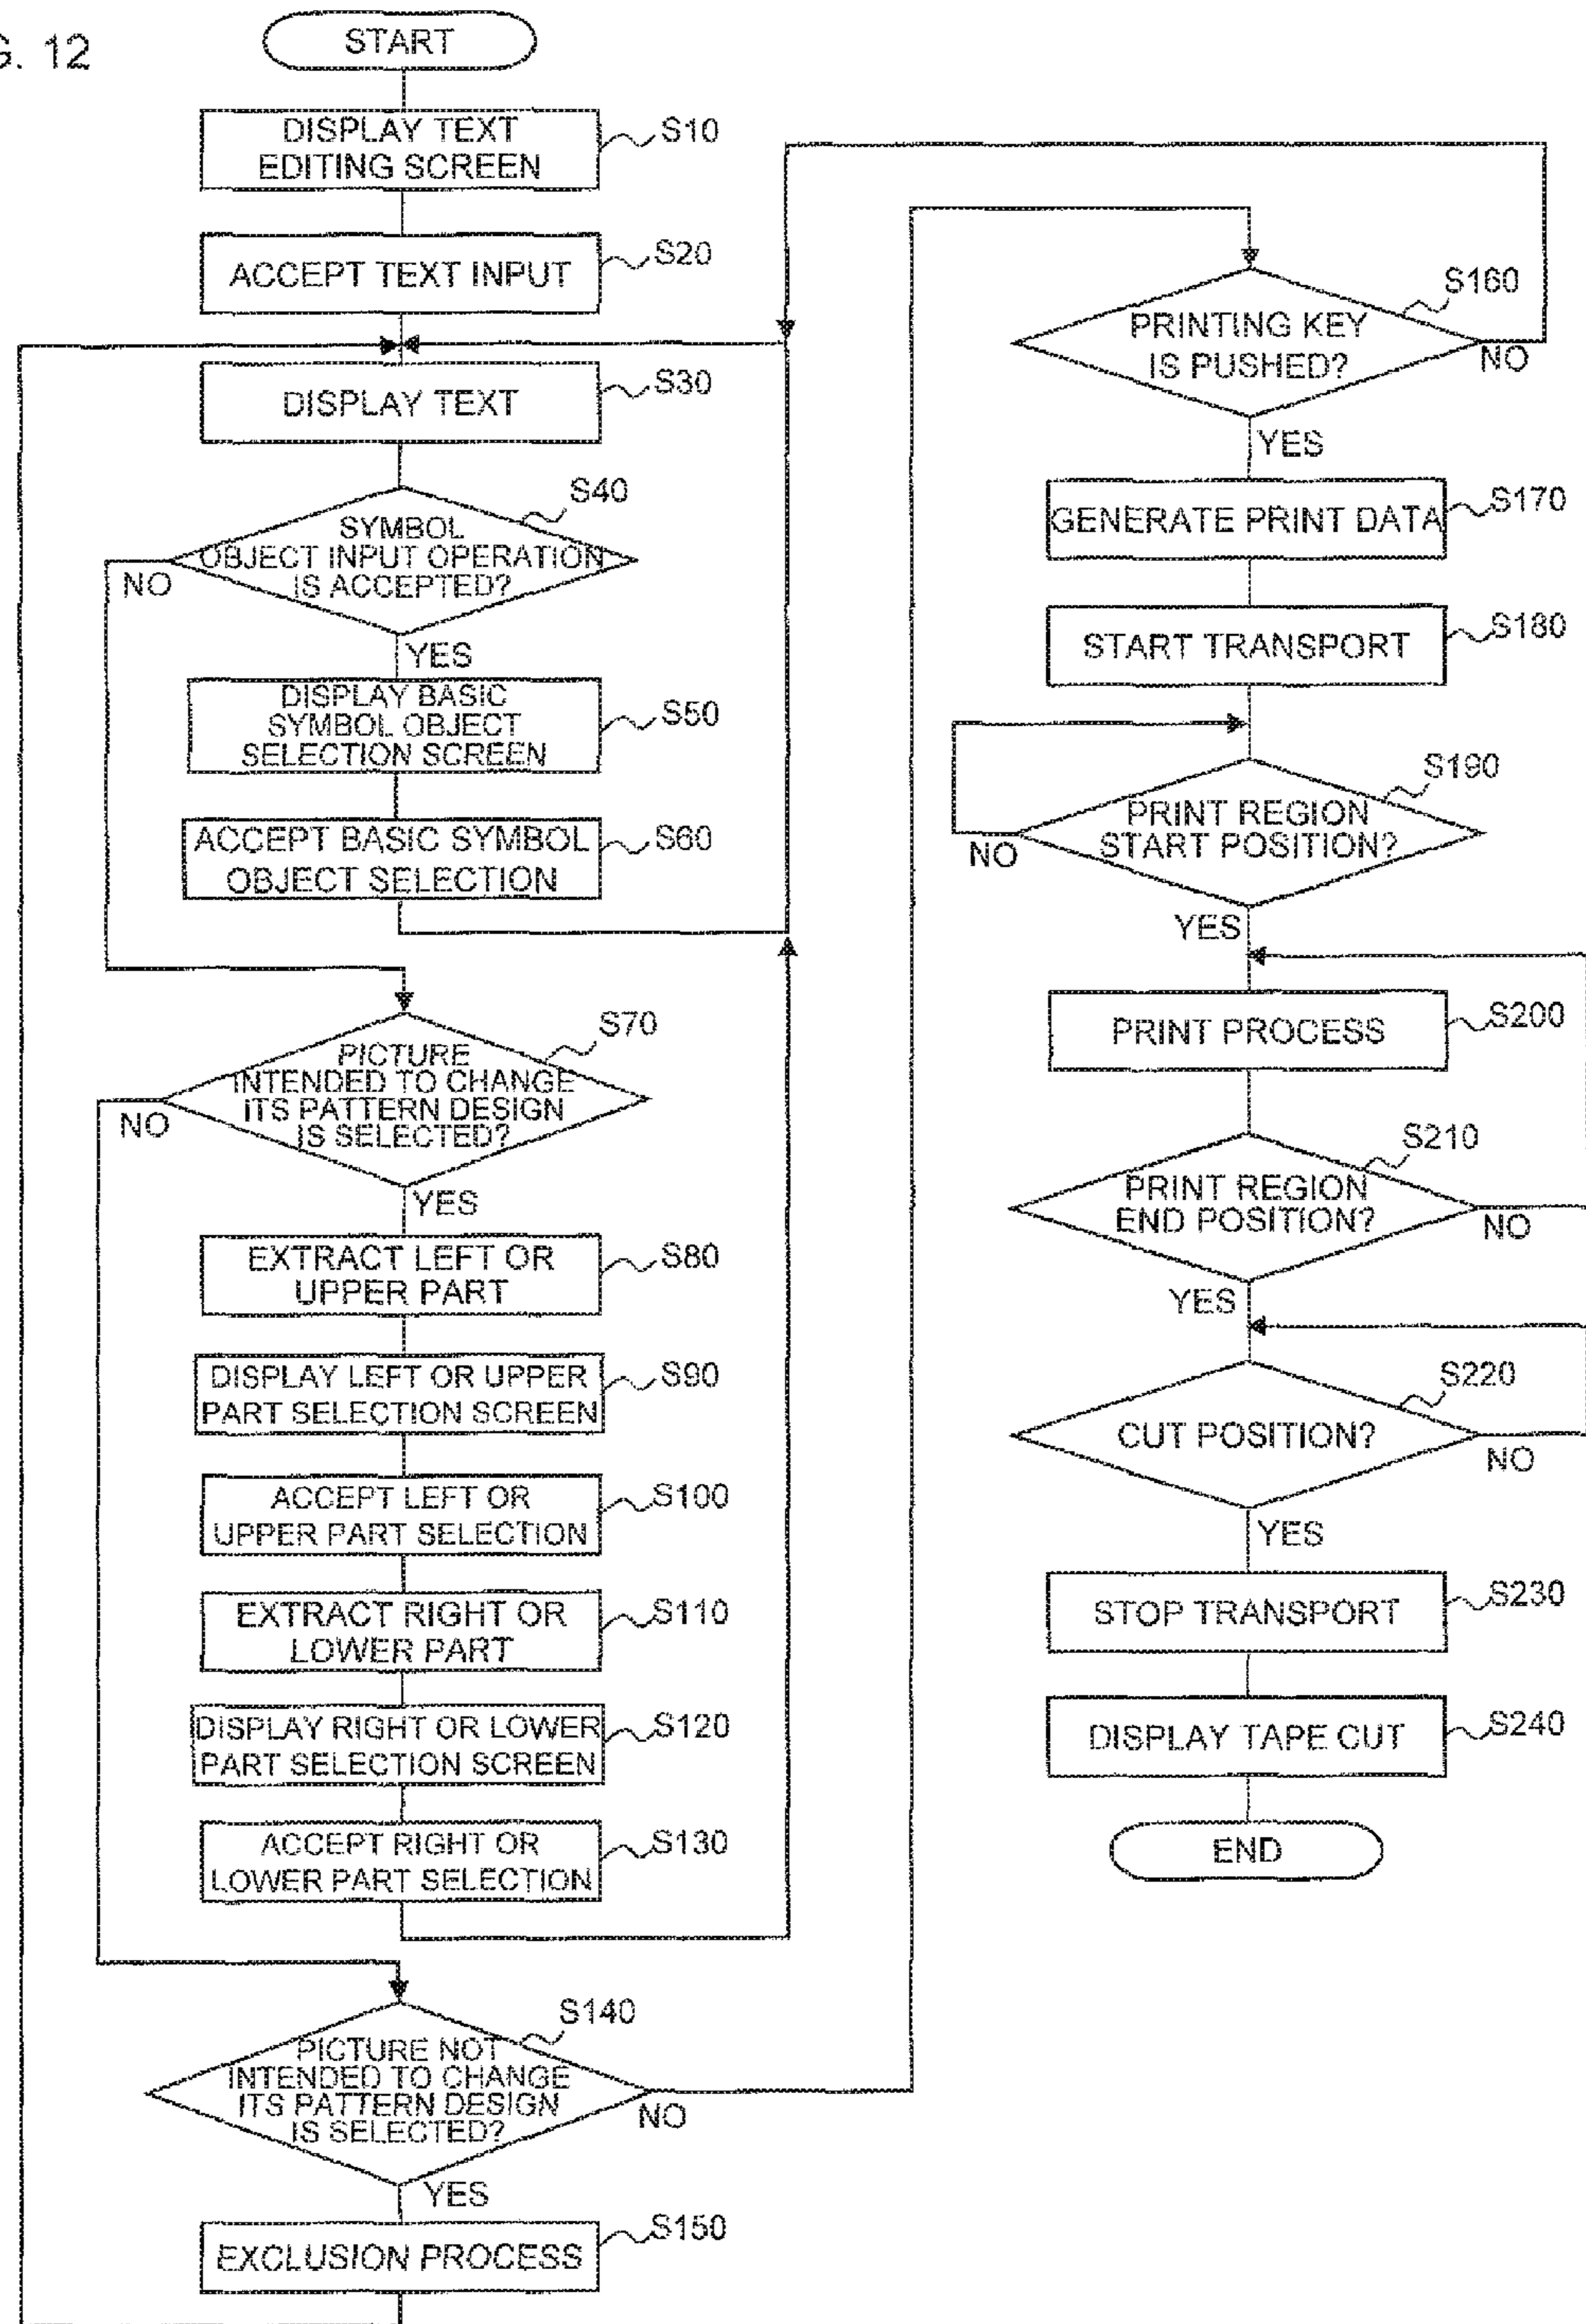 G. 12
START
DISPLAY TEXT
EDITING SCREEN
S10
ACCEPT TEXT INPUT
S20
DISPLAY TEXT
S30
SYMBOL
OBJECT INPUT OPERATION
IS ACCEPTED?
S40
NO
YES
DISPLAY BASIC
SYMBOL OBJECT
SELECTION SCREEN
S50
ACCEPT BASIC SYMBOL
OBJECT SELECTION
S60
PICTURE
INTENDED TO CHANGE
ITS PATTERN DESIGN
IS SELECTED?
S70
NO
YES
EXTRACT LEFT OR
UPPER PART
S80
DISPLAY LEFT OR UPPER
PART SELECTION SCREEN
S90
ACCEPT LEFT OR
UPPER PART SELECTION
S100
EXTRACT RIGHT OR
LOWER PART
S110
DISPLAY RIGHT OR LOWER
PART SELECTION SCREEN
S120
ACCEPT RIGHT OR
LOWER PART SELECTION
S130
PICTURE NOT
INTENDED TO CHANGE
ITS PATTERN DESIGN
IS SELECTED?
S140
NO
YES
EXCLUSION PROCESS
S150
PRINTING KEY
IS PUSHED?
S160
NO
YES
GENERATE PRINT DATA
S170
START TRANSPORT
S180
PRINT REGION
START POSITION?
S190
NO
YES
PRINT PROCESS
S200
PRINT REGION
END POSITION?
S210
NO
YES
CUT POSITION?
S220
NO
YES
STOP TRANSPORT
S230
DISPLAY TAPE CUT
S240
END